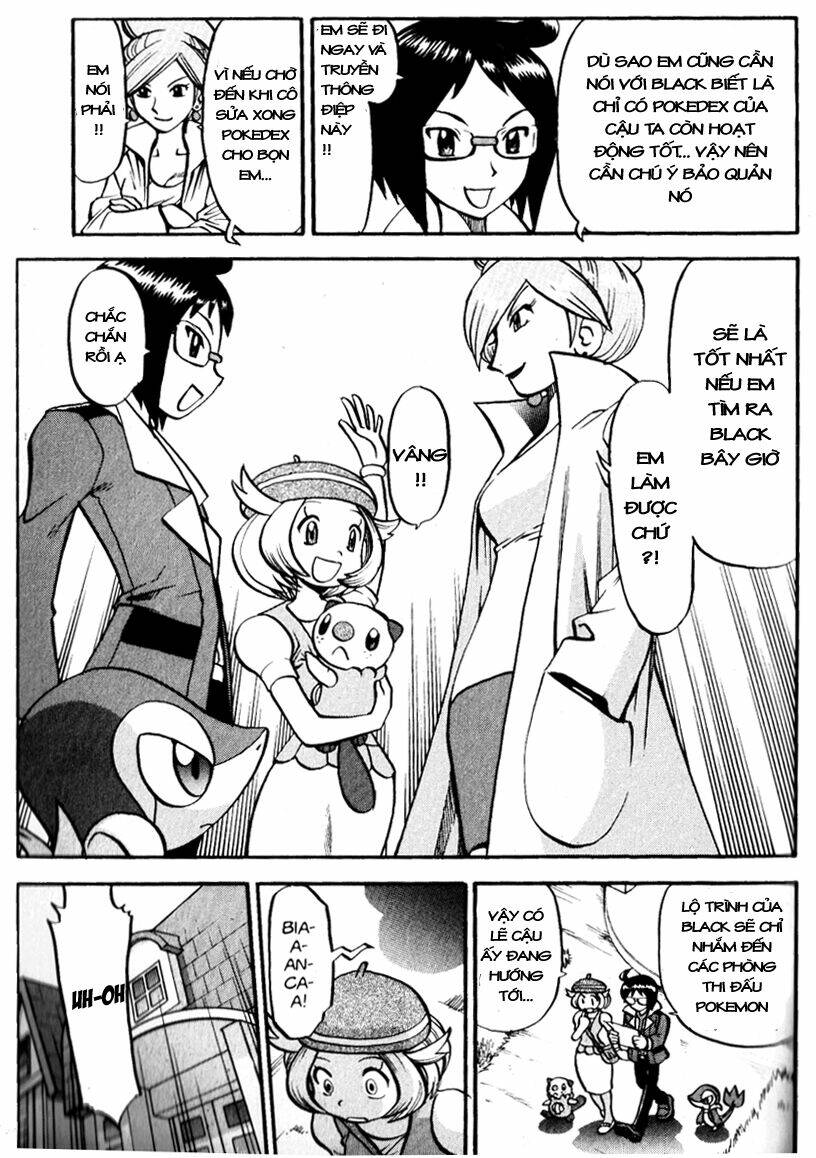 DÙ SAO EM CŨNG CẦN
NÓI VỚI BLACK BIẾT LÀ
CHỈ CÓ POKEDEX CỦA
CẬU TA CÒN HOẠT
ĐỘNG TỐT... VẬY NÊN
CẦN CHÚ Ý BẢO QUẢN
NÓ
EM SẼ ĐI
NGAY VÀ
TRUYỀN
THÔNG
ĐIỆP
NÀY
!!
VÌ NẾU CHỜ
ĐẾN KHI CÔ
SỬA XONG
POKEDEX
CHO BỌN
EM...
EM
NÓI
PHẢI
!!
SẼ LÀ
TỐT NHẤT
NẾU EM
TÌM RA
BLACK
BÂY GIỜ
EM
LÀM
ĐƯỢC
CHỨ
?!
VÂNG
!!
CHẮC
CHẮN
RỒI Ạ
LỘ TRÌNH CỦA
BLACK SẼ CHỈ
NHẮM ĐẾN
CÁC PHÒNG
THI ĐẤU
POKEMON
VẬY CÓ
LẼ CẬU
ẤY ĐANG
HƯỚNG
TỚI...
BIA-
A-
AN-
CA-
A!
UH-OH